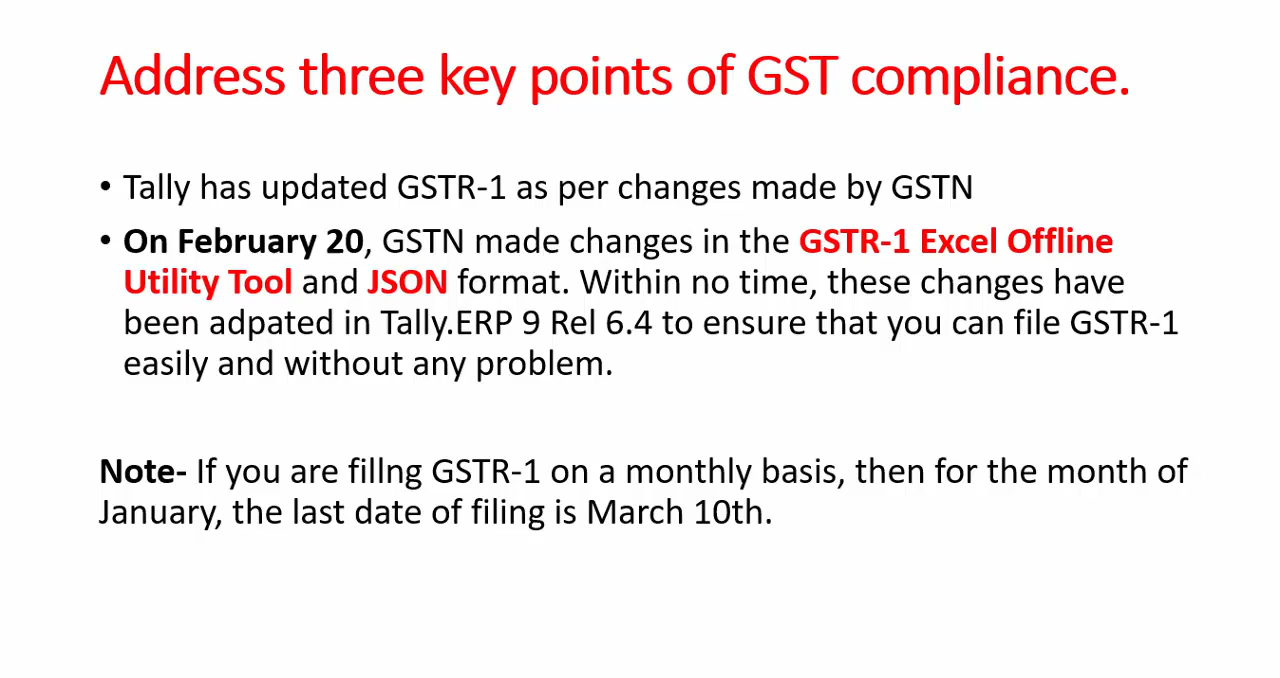 Address three key points of GST compliance.
• Tally has updated GSTR-1 as per changes made by GSTN
• On February 20, GSTN made changes in the GSTR-1 Excel Offline
Utility Tool and JSON format. Within no time, these changes have
been adpated in Tally.ERP 9 Rel 6.4 to ensure that you can file GSTR-1
easily and without any problem.
Note- If you are fillng GSTR-1 on a monthly basis, then for the month of
January, the last date of filing is March 10th.